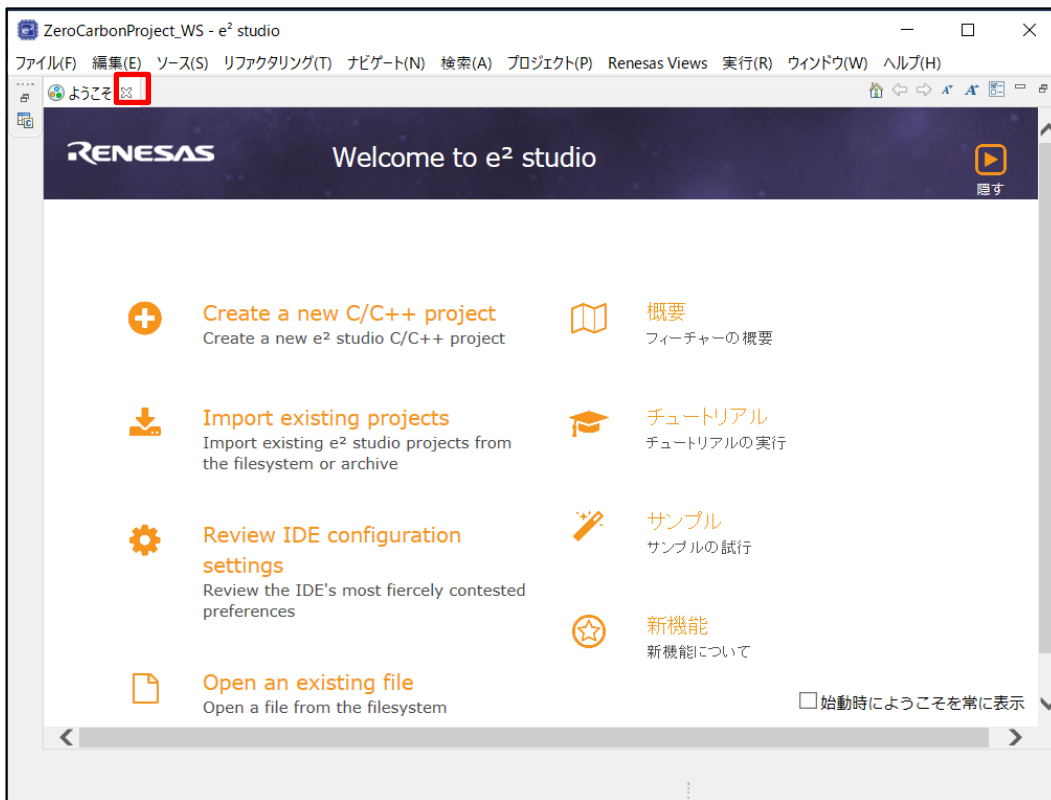 ZeroCarbonProject_WS - e² studio
ファイル(F) 編集(E) ソース(S) リファクタリング(T) ナビゲート(N) 検索(A) プロジェクト(P) Renesas Views 実行(R) ウィンドウ(W) ヘルプ(H)
ようこそ
RENESAS
Welcome to e² studio
隠す
Create a new C/C++ project
Create a new e² studio C/C++ project
Import existing projects
Import existing e² studio projects from
the filesystem or archive
Review IDE configuration
settings
Review the IDE's most fiercely contested
preferences
Open an existing file
Open a file from the filesystem
概要
フィーチャーの概要
チュートリアル
チュートリアルの実行
サンプル
サンプルの試行
新機能
新機能について
始動時にようこそを常に表示